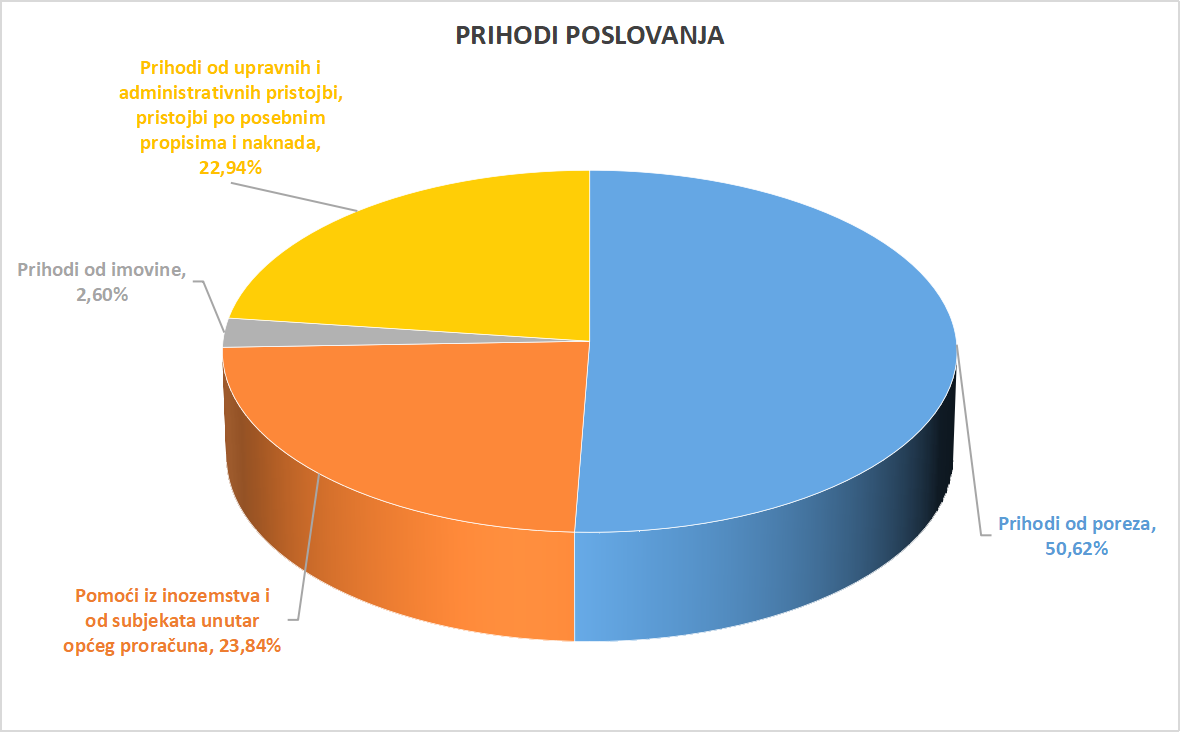 PRIHODI POSLOVANJA
Prihodi od upravnih i
administrativnih pristojbi,
pristojbi po posebnim
propisima i naknada,
22,94%
Prihodi od imovine,
2,60%
Prihodi od poreza,
50,62%
Pomoći iz inozemstva i
od subjekata unutar
općeg proračuna, 23,84%